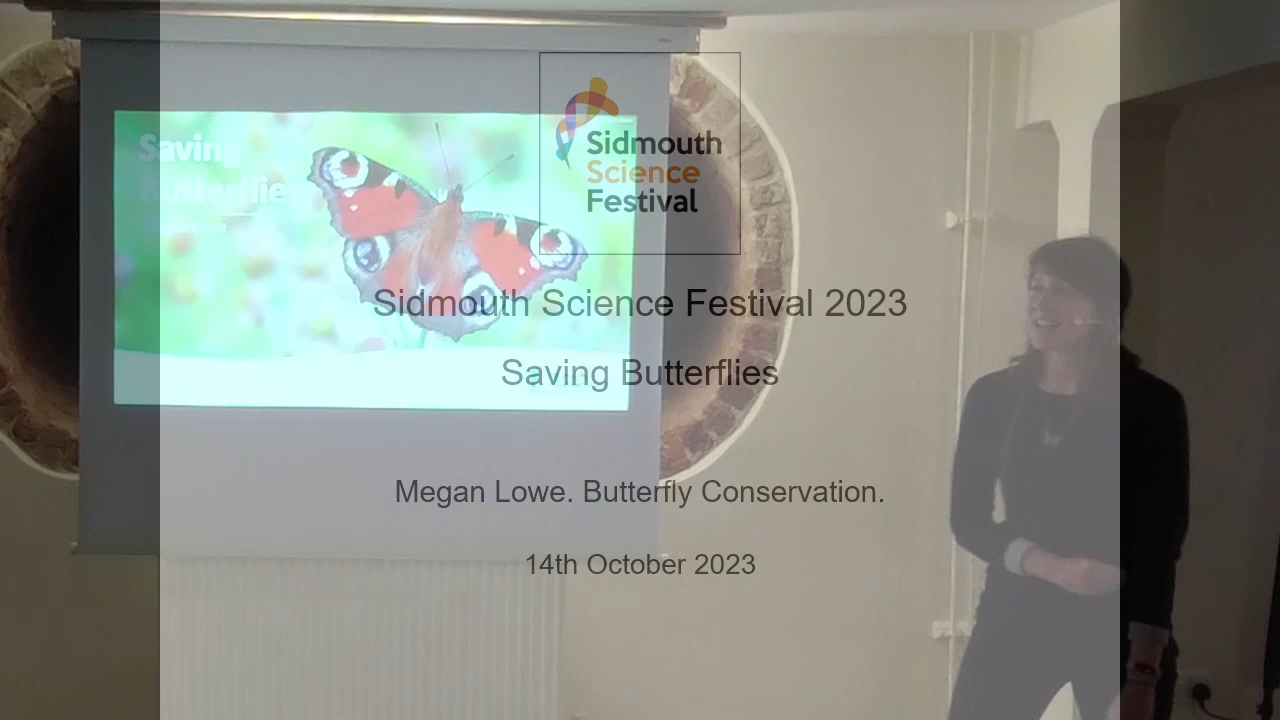 Saving
Butterflies
Sidmouth
Science
Festival
Sidmouth Science Festival 2023
Saving Butterflies
Megan Lowe. Butterfly Conservation.
14th October 2023